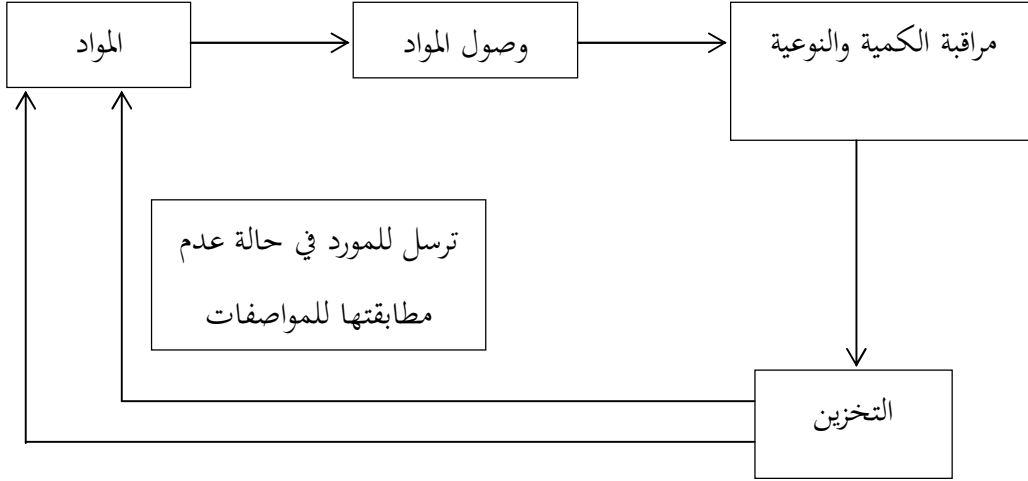 المواد
وصول المواد
مراقبة الكمية والنوعية
ترسل للمورد في حالة عدم
مطابقتها للمواصفات
التخزين